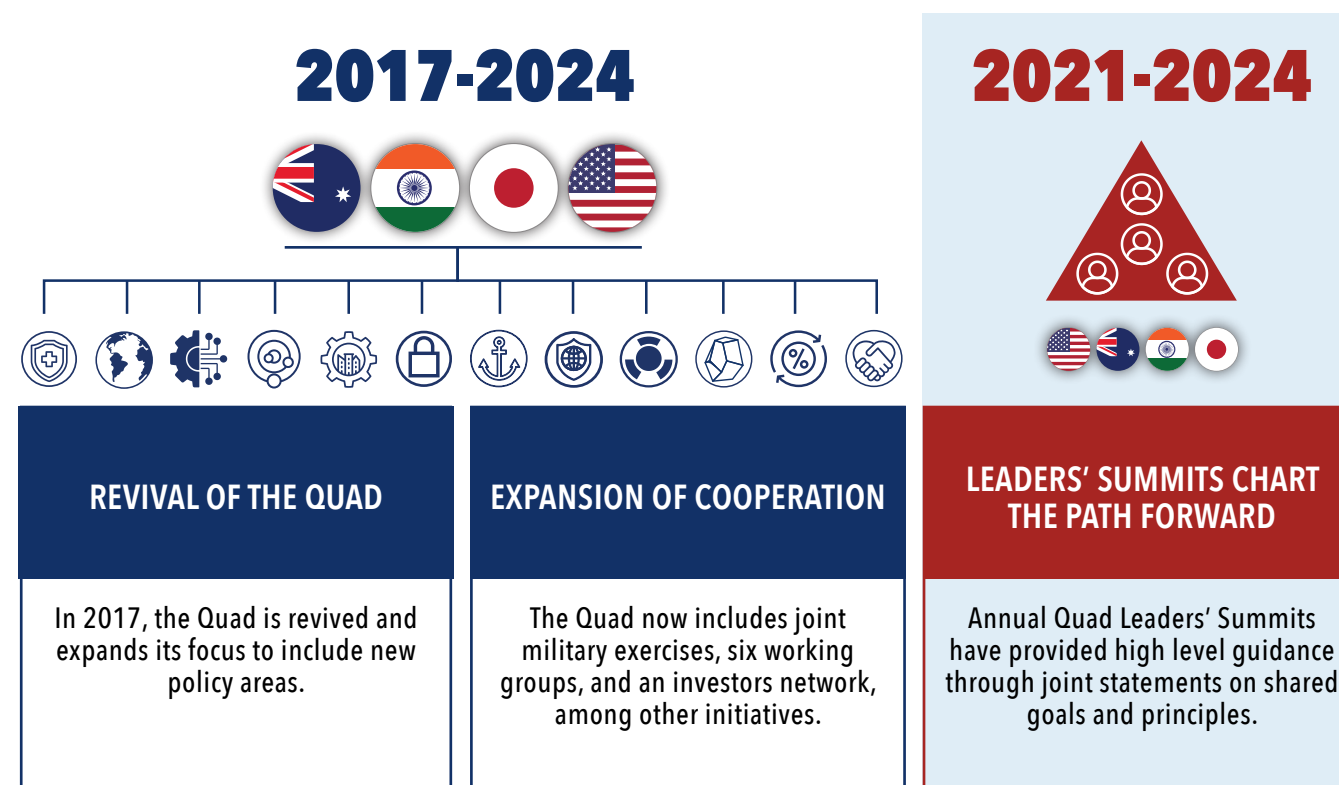 2017-2024
REVIVAL OF THE QUAD
In 2017, the Quad is revived and
expands its focus to include new
policy areas.
EXPANSION OF COOPERATION
The Quad now includes joint
military exercises, six working
groups, and an investors network,
among other initiatives.
2021-2024
LEADERS’ SUMMITS CHART
THE PATH FORWARD
Annual Quad Leaders’ Summits
have provided high level guidance
through joint statements on shared
goals and principles.
%